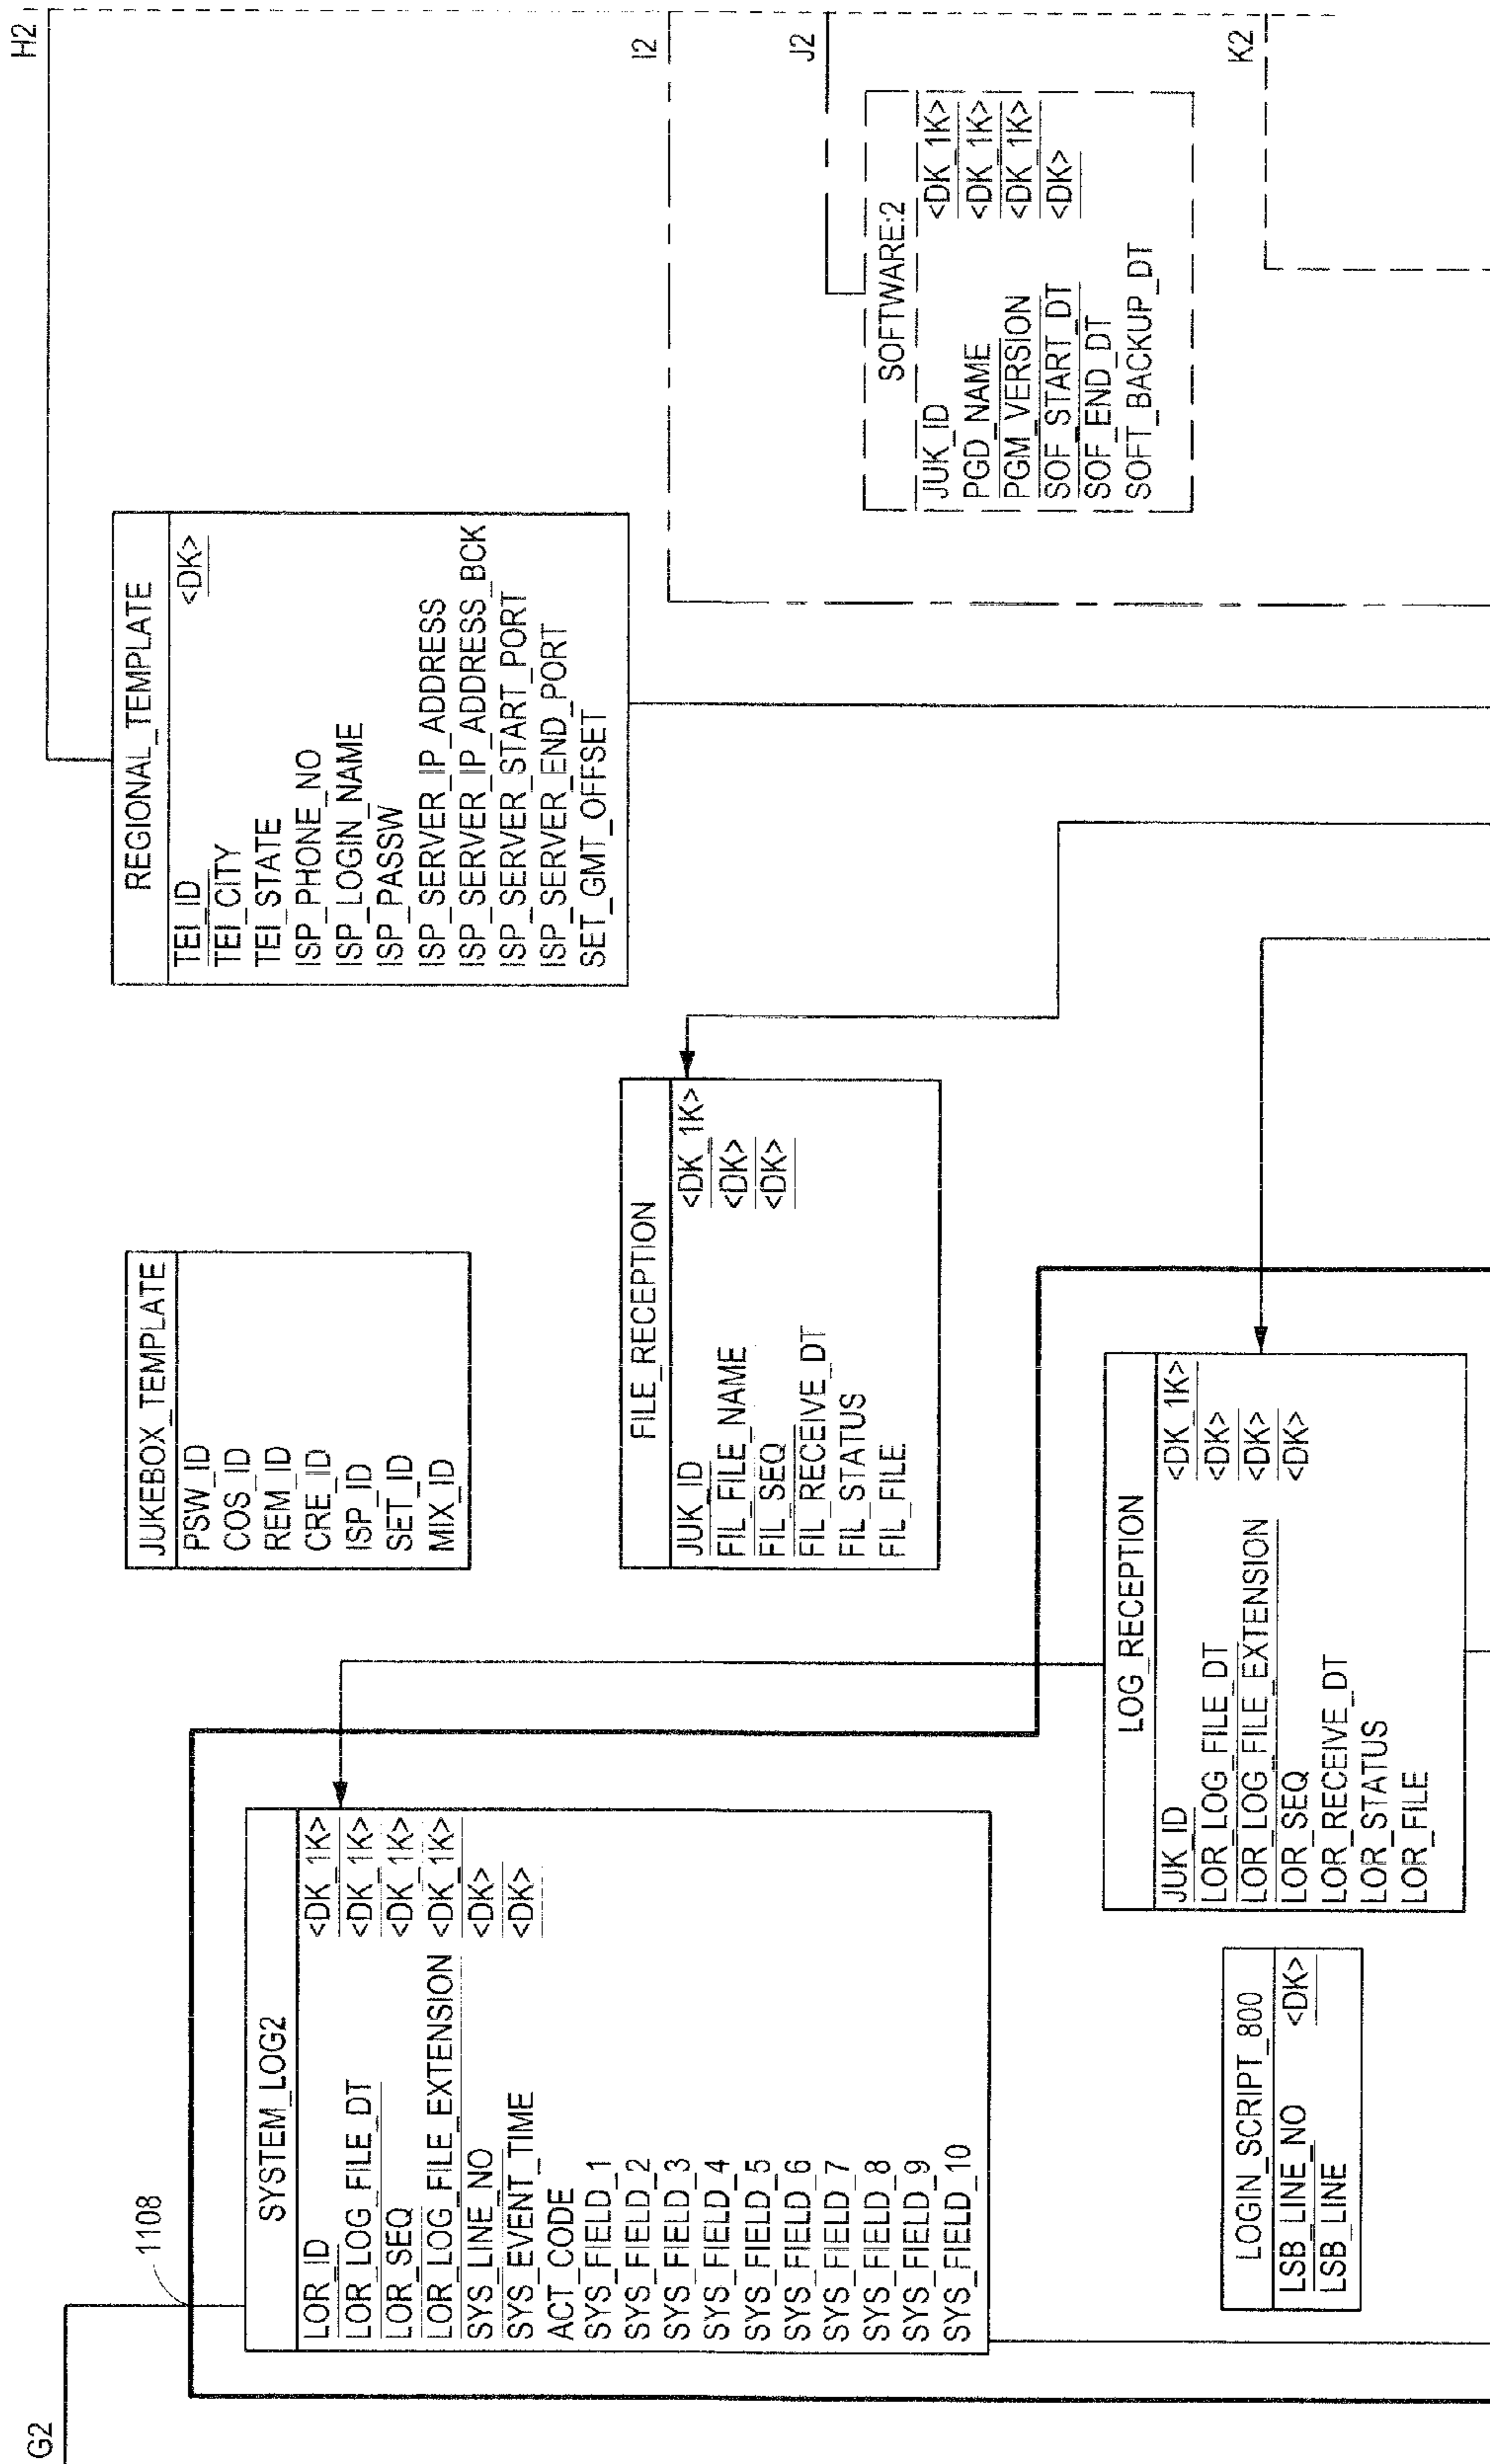 G2
1108
H2
I2
J2
K2
SYSTEM_LOG2
LOR_ID <DK_1K>
LOR_LOG_FILE_DT <DK_1K>
LOR_SEQ <DK_1K>
LOR_LOG_FILE_EXTENSION <DK_1K>
SYS_LINE_NO <DK>
SYS_EVENT_TIME <DK>
ACT_CODE
SYS_FIELD_1
SYS_FIELD_2
SYS_FIELD_3
SYS_FIELD_4
SYS_FIELD_5
SYS_FIELD_6
SYS_FIELD_7
SYS_FIELD_8
SYS_FIELD_9
SYS_FIELD_10
JUKEBOX_TEMPLATE
PSW_ID
COS_ID
REM_ID
CRE_ID
ISP_ID
SET_ID
MIX_ID
REGIONAL_TEMPLATE
TEI_ID <DK>
TEI_CITY
TEI_STATE
ISP_PHONE_NO
ISP_LOGIN_NAME
ISP_PASSW
ISP_SERVER_IP_ADDRESS
ISP_SERVER_IP_ADDRESS_BCK
ISP_SERVER_START_PORT
ISP_SERVER_END_PORT
SET_GMT_OFFSET
FILE_RECEPTION
JUK_ID <DK_1K>
FIL_FILE_NAME <DK>
FIL_SEQ <DK>
FIL_RECEIVE_DT
FIL_STATUS
FIL_FILE
SOFTWARE:2
JUK_ID <DK_1K>
PGD_NAME <DK_1K>
PGM_VERSION <DK_1K>
SOF_START_DT <DK>
SOF_END_DT
SOFT_BACKUP_DT
LOGIN_SCRIPT_800
LSB_LINE_NO <DK>
LSB_LINE
LOG_RECEPTION
JUK_ID <DK_1K>
LOR_LOG_FILE_DT <DK>
LOR_LOG_FILE_EXTENSION <DK>
LOR_SEQ <DK>
LOR_RECEIVE_DT
LOR_STATUS
LOR_FILE